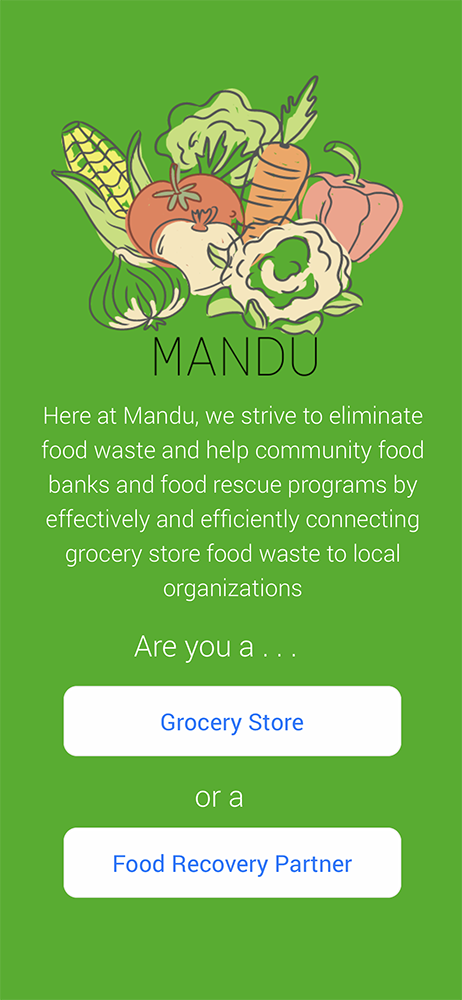 MANDU
Here at Mandu, we strive to eliminate
food waste and help community food
banks and food rescue programs by
effectively and efficiently connecting
grocery store food waste to local
organizations
Are you a . . .
Grocery Store
or a
Food Recovery Partner